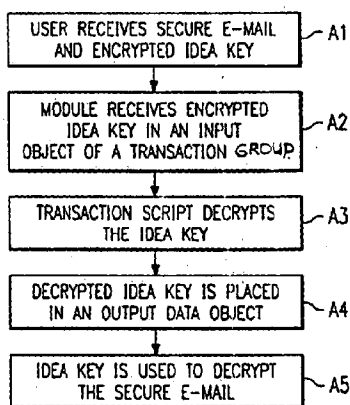 USER RECEIVES SECURE E-MAIL
AND ENCRYPTED IDEA KEY
A1
MODULE RECEIVES ENCRYPTED
IDEA KEY IN AN INPUT
OBJECT OF A TRANSACTION GROUP
A2
TRANSACTION SCRIPT DECRYPTS
THE IDEA KEY
A3
DECRYPTED IDEA KEY IS PLACED
IN AN OUTPUT DATA OBJECT
A4
IDEA KEY IS USED TO DECRYPT
THE SECURE E-MAIL
A5